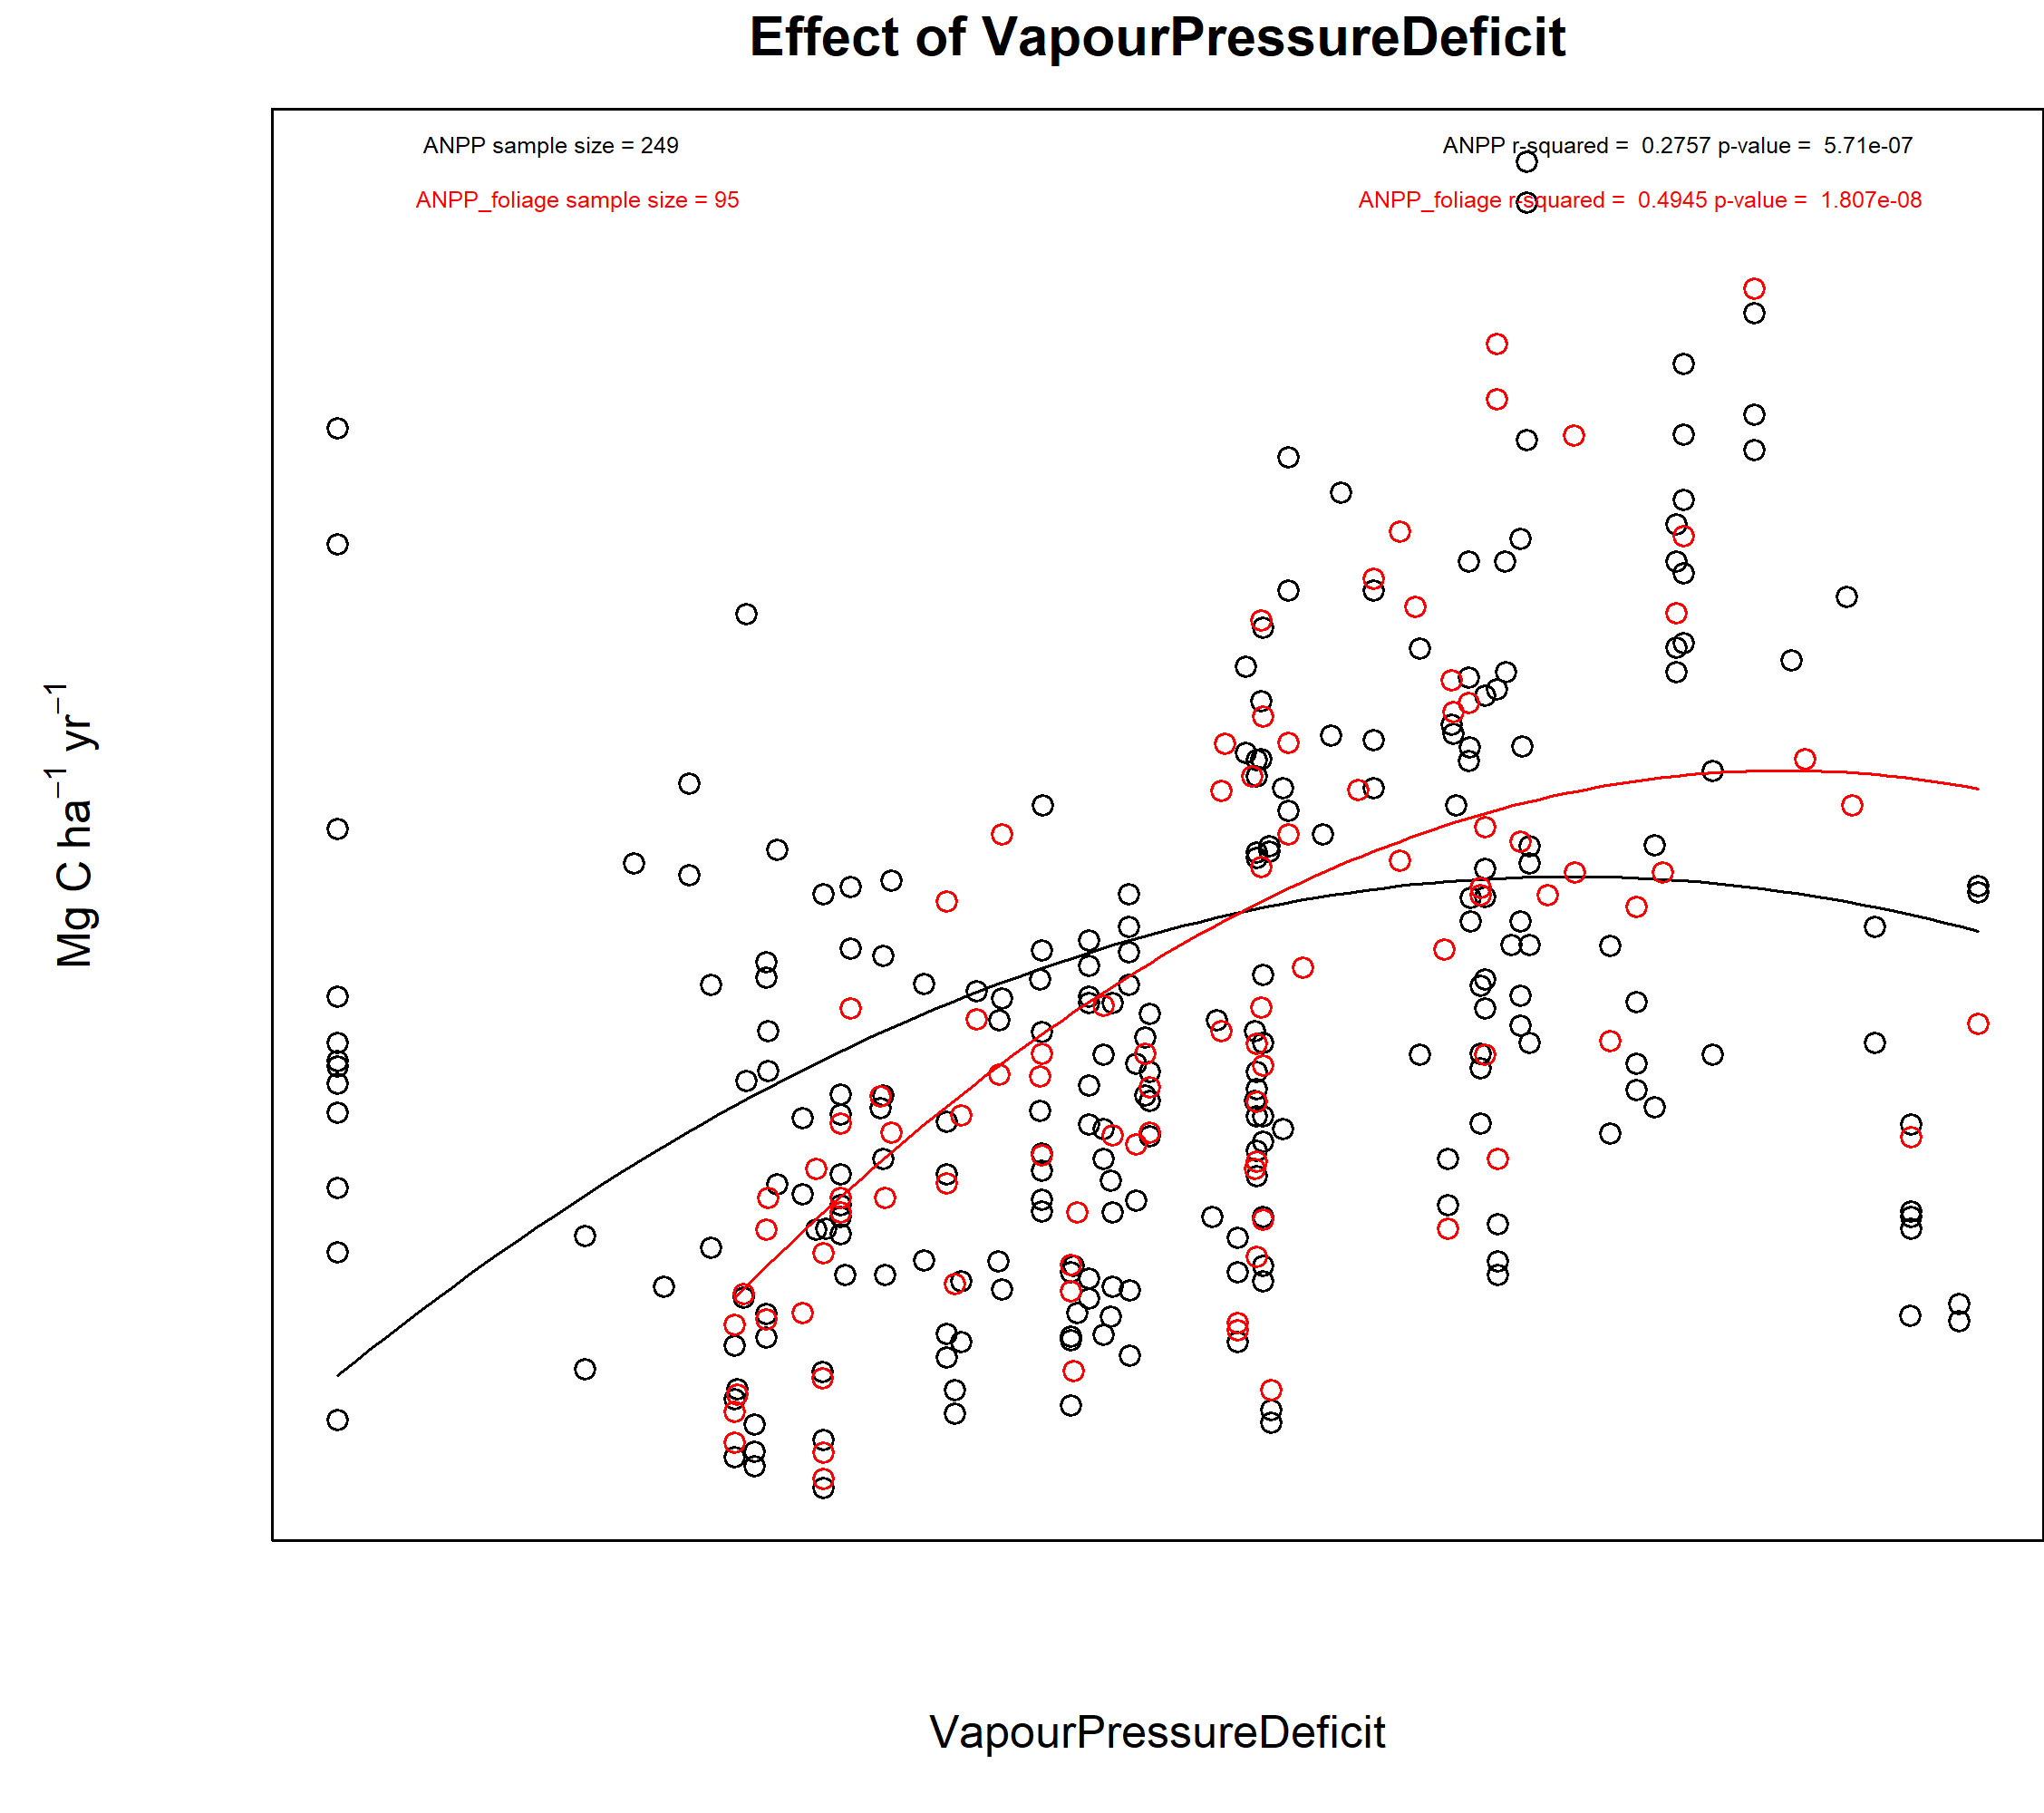 Effect of VapourPressureDeficit
ANPP sample size = 249
ANPP r-squared = 0.2757 p-value = 5.71e-07
ANPP_foliage sample size = 95
ANPP_foliage r-squared = 0.4945 p-value = 1.807e-08
Mg C ha⁻¹ yr⁻¹
VapourPressureDeficit